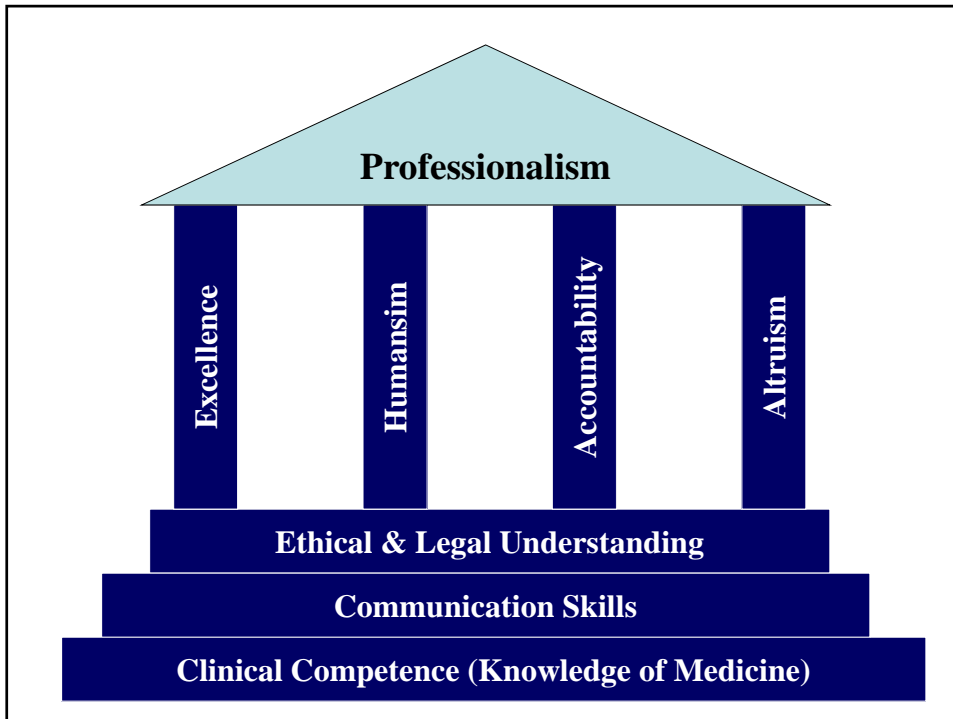 Professionalism
Excellence
Humansim
Accountability
Altruism
Ethical & Legal Understanding
Communication Skills
Clinical Competence (Knowledge of Medicine)